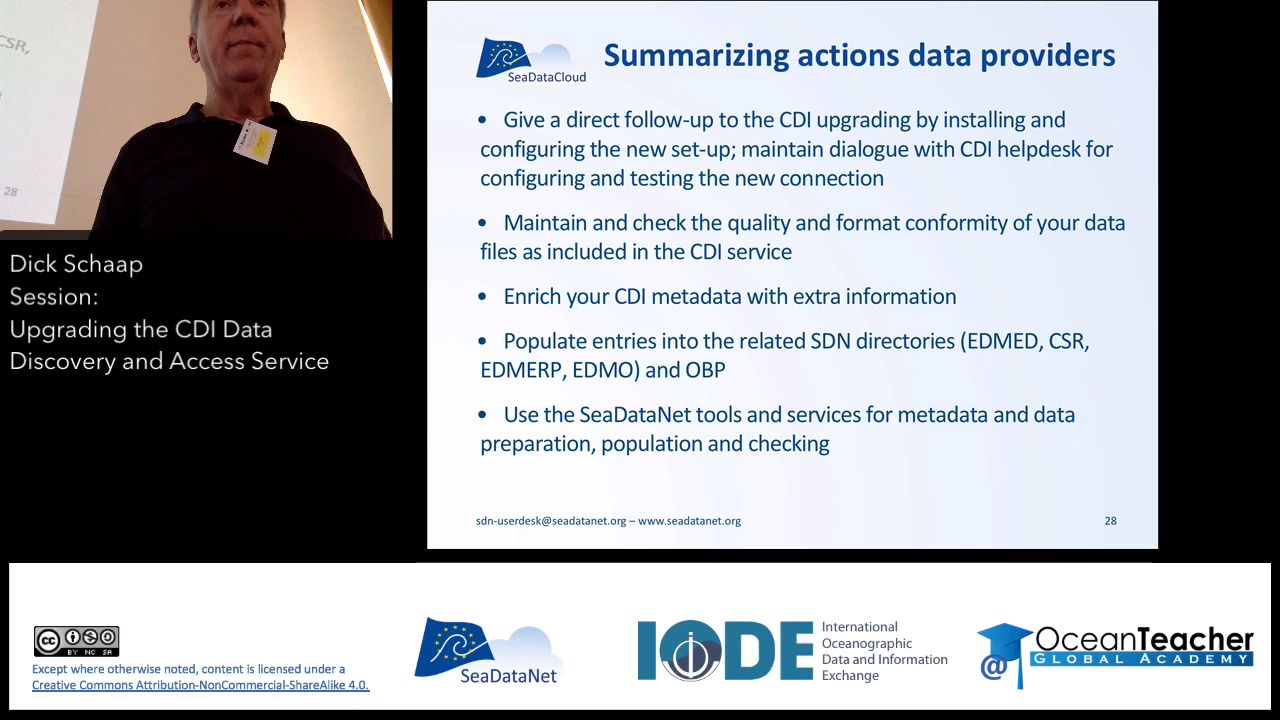 CSR,
28
Dick Schaap
Session:
Upgrading the CDI Data
Discovery and Access Service
SeaDataCloud
Summarizing actions data providers
• Give a direct follow-up to the CDI upgrading by installing and
configuring the new set-up; maintain dialogue with CDI helpdesk for
configuring and testing the new connection
• Maintain and check the quality and format conformity of your data
files as included in the CDI service
• Enrich your CDI metadata with extra information
• Populate entries into the related SDN directories (EDMED, CSR,
EDMERP, EDMO) and OBP
• Use the SeaDataNet tools and services for metadata and data
preparation, population and checking
sdn-userdesk@seadatanet.org – www.seadatanet.org
28
cc
BY NC SA
Except where otherwise noted, content is licensed under a
Creative Commons Attribution-NonCommercial-ShareAlike 4.0.
SeaDataNet
IODE
International
Oceanographic
Data and Information
Exchange
@
OceanTeacher
GLOBAL ACADEMY